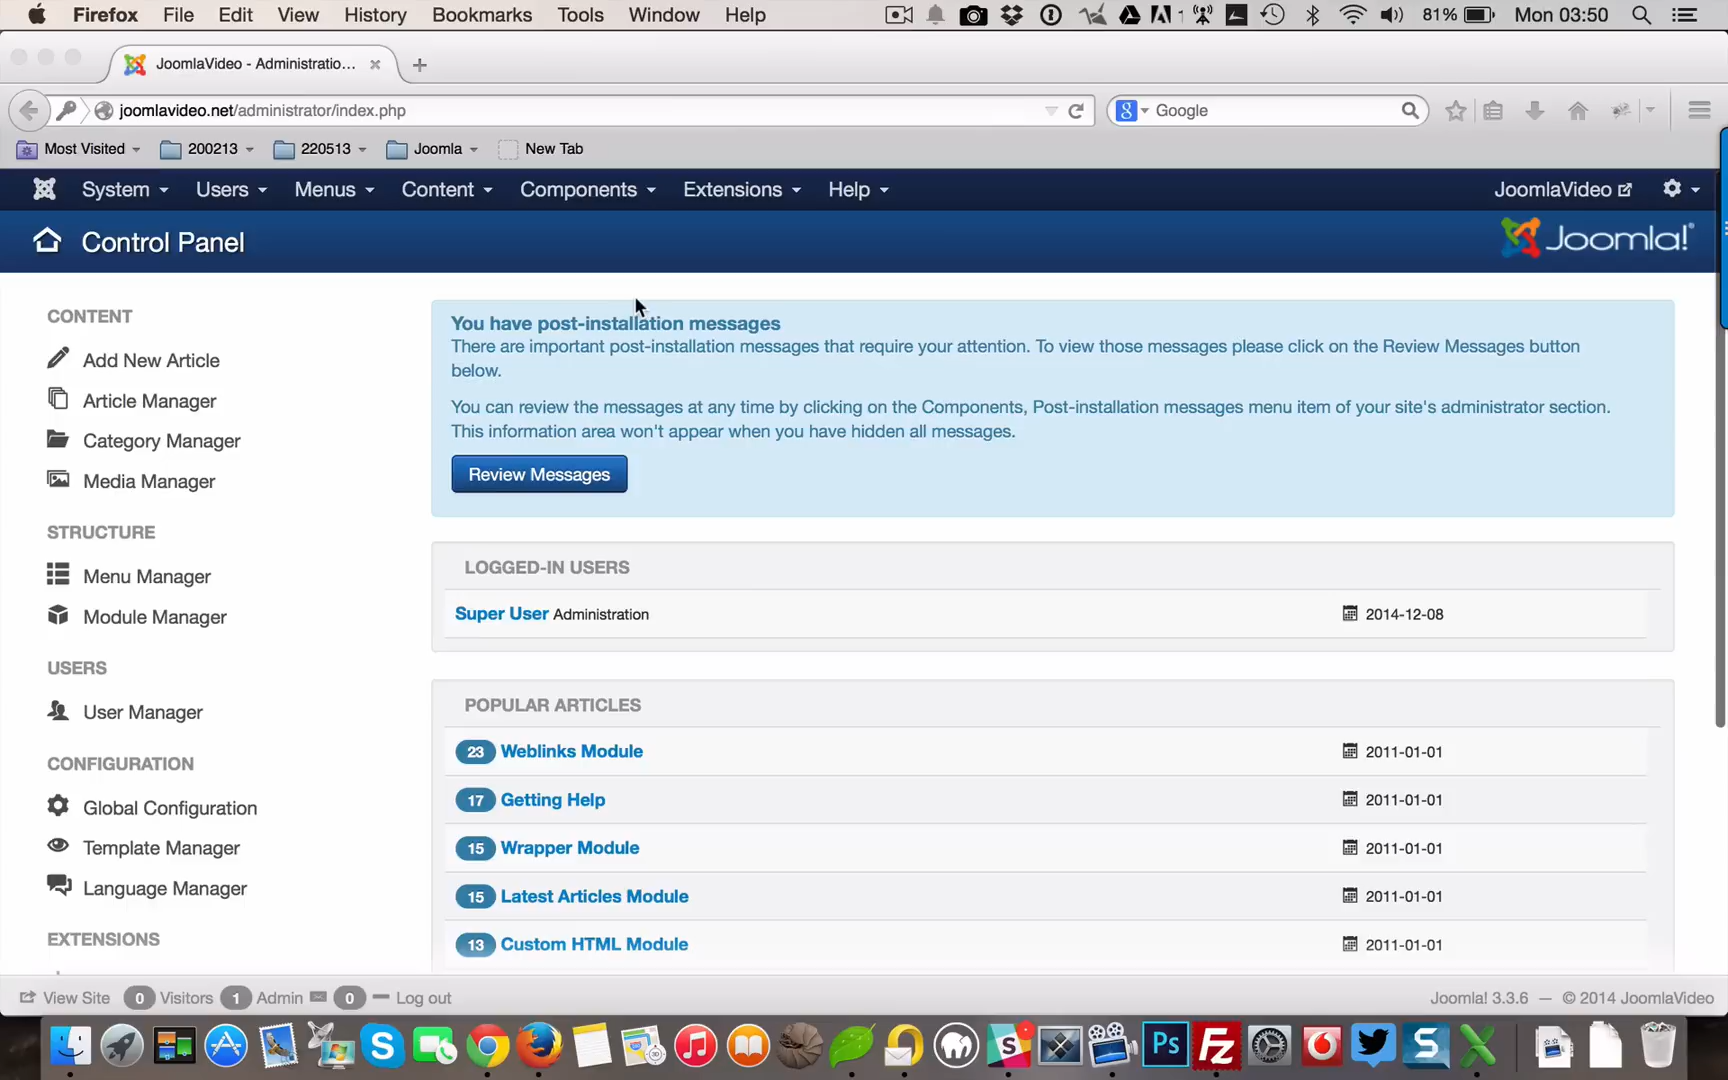 Firefox File Edit View History Bookmarks Tools Window Help 81% Mon 03:50
JoomlaVideo - Administratio...
joomlavideo.net/administrator/index.php Google
Most Visited 200213 220513 Joomla New Tab
System Users Menus Content Components Extensions Help JoomlaVideo
Control Panel Joomla!®
CONTENT
Add New Article
Article Manager
Category Manager
Media Manager
STRUCTURE
Menu Manager
Module Manager
USERS
User Manager
CONFIGURATION
Global Configuration
Template Manager
Language Manager
EXTENSIONS
You have post-installation messages
There are important post-installation messages that require your attention. To view those messages please click on the Review Messages button
below.
You can review the messages at any time by clicking on the Components, Post-installation messages menu item of your site's administrator section.
This information area won't appear when you have hidden all messages.
Review Messages
LOGGED-IN USERS
Super User Administration 2014-12-08
POPULAR ARTICLES
23 Weblinks Module 2011-01-01
17 Getting Help 2011-01-01
15 Wrapper Module 2011-01-01
15 Latest Articles Module 2011-01-01
13 Custom HTML Module 2011-01-01
View Site 0 Visitors 1 Admin 0 Log out Joomla! 3.3.6 — © 2014 JoomlaVideo